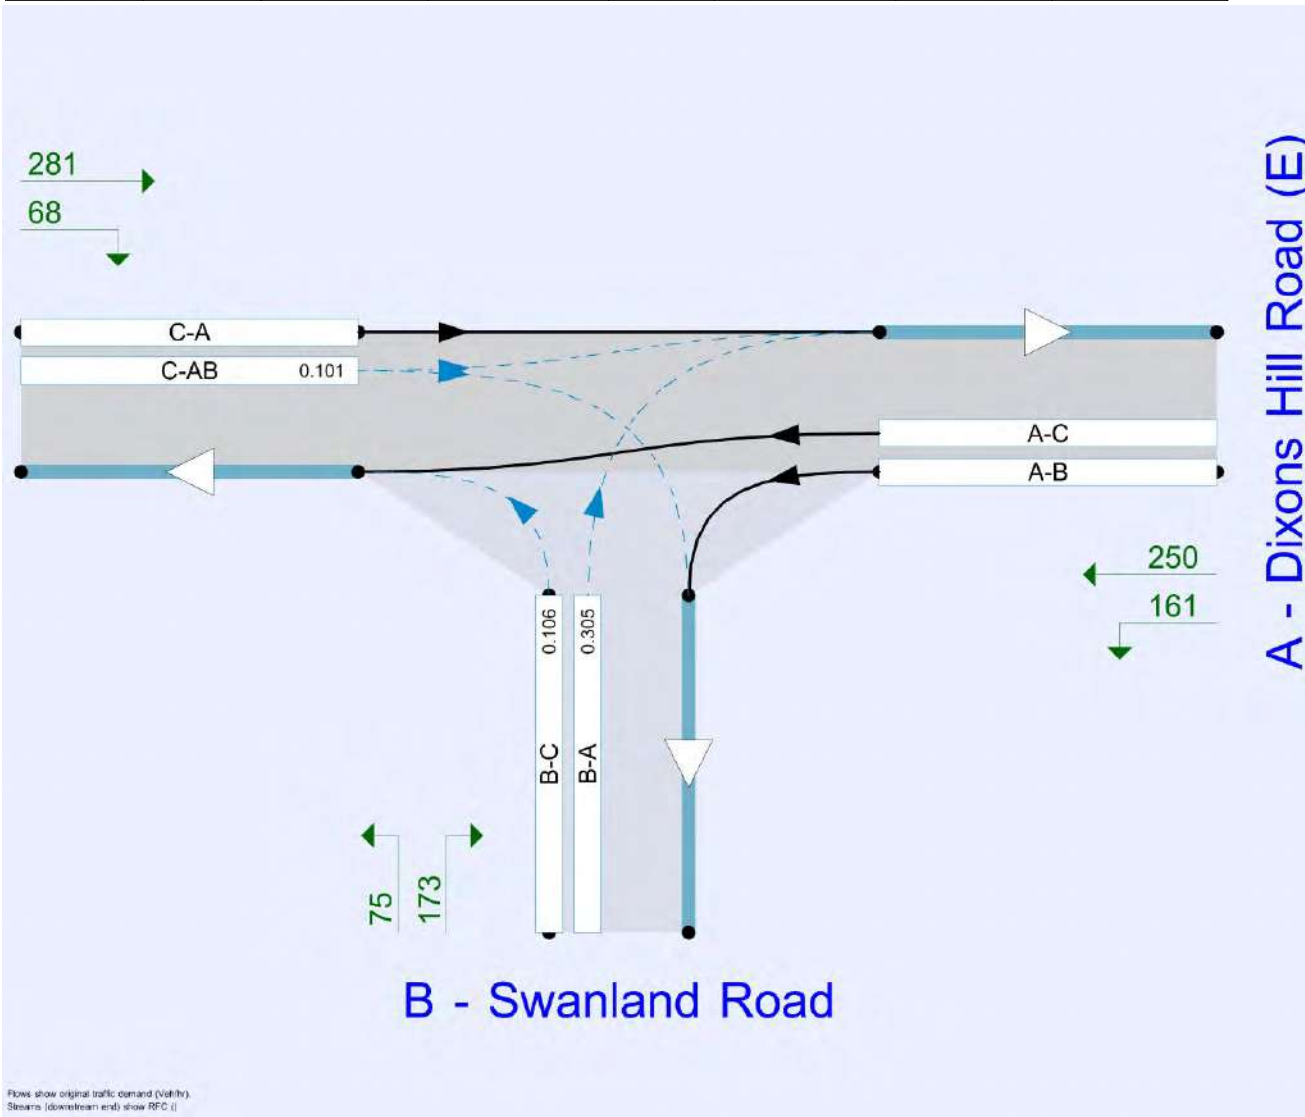 281
68
C-A
C-AB 0.101
A-C
A-B
A - Dixons Hill Road (E)
250
161
0.106
0.305
B-C
B-A
75
173
B - Swanland Road
Flows show original traffic demand (Veh/hr).
Streams (downstream end) show RFC ()